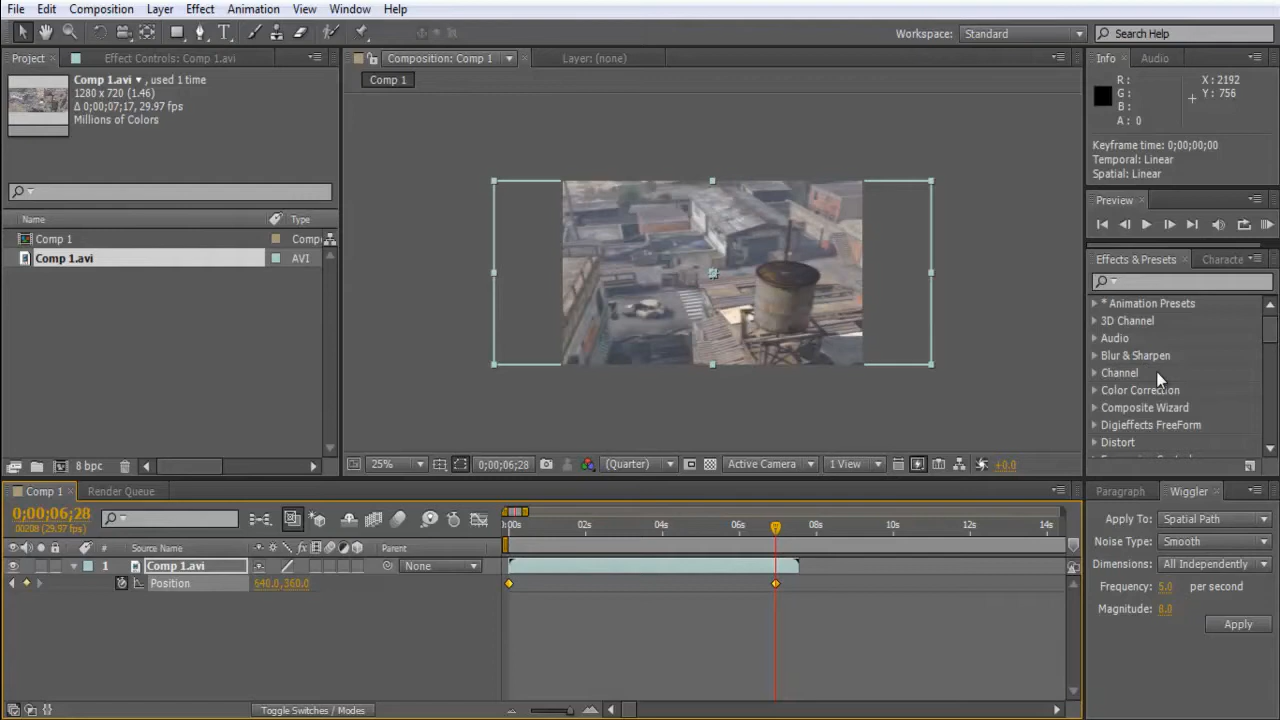 File Edit Composition Layer Effect Animation View Window Help
Workspace: Standard Search Help
Project Effect Controls: Comp 1.avi
Composition: Comp 1 Layer: (none)
Info Audio
Comp 1.avi , used 1 time
1280 x 720 (1.46)
Δ 0;00;07;17, 29.97 fps
Millions of Colors
Comp 1
R :
G :
B :
A : 0
X : 2192
Y : 756
Keyframe time: 0;00;00;00
Temporal: Linear
Spatial: Linear
Preview
Name Type
Comp 1 Compo
Comp 1.avi AVI
Effects & Presets Characte
* Animation Presets
3D Channel
Audio
Blur & Sharpen
Channel
Color Correction
Composite Wizard
Digieffects FreeForm
Distort
8 bpc
25% 0;00;06;28 (Quarter) Active Camera 1 View +0.0
Comp 1 Render Queue
Paragraph Wiggler
0;00;06;28
00208 (29.97 fps)
# Source Name Parent
0:00s 02s 04s 06s 08s 10s 12s 14s
1 Comp 1.avi None
Position 640.0,360.0
Apply To: Spatial Path
Noise Type: Smooth
Dimensions: All Independently
Frequency: 5.0 per second
Magnitude: 8.0
Apply
Toggle Switches / Modes